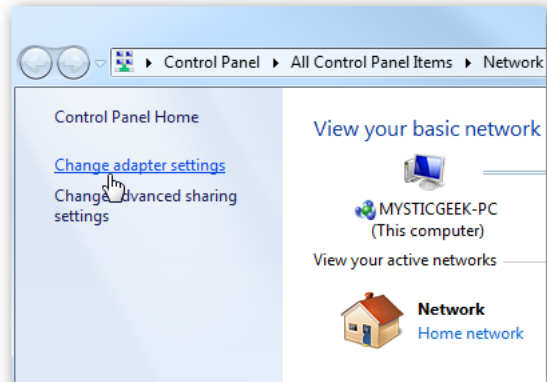 Control Panel ▸ All Control Panel Items ▸ Network
Control Panel Home
Change adapter settings
Change advanced sharing
settings
View your basic network
MYSTICGEEK-PC
(This computer)
View your active networks
Network
Home network